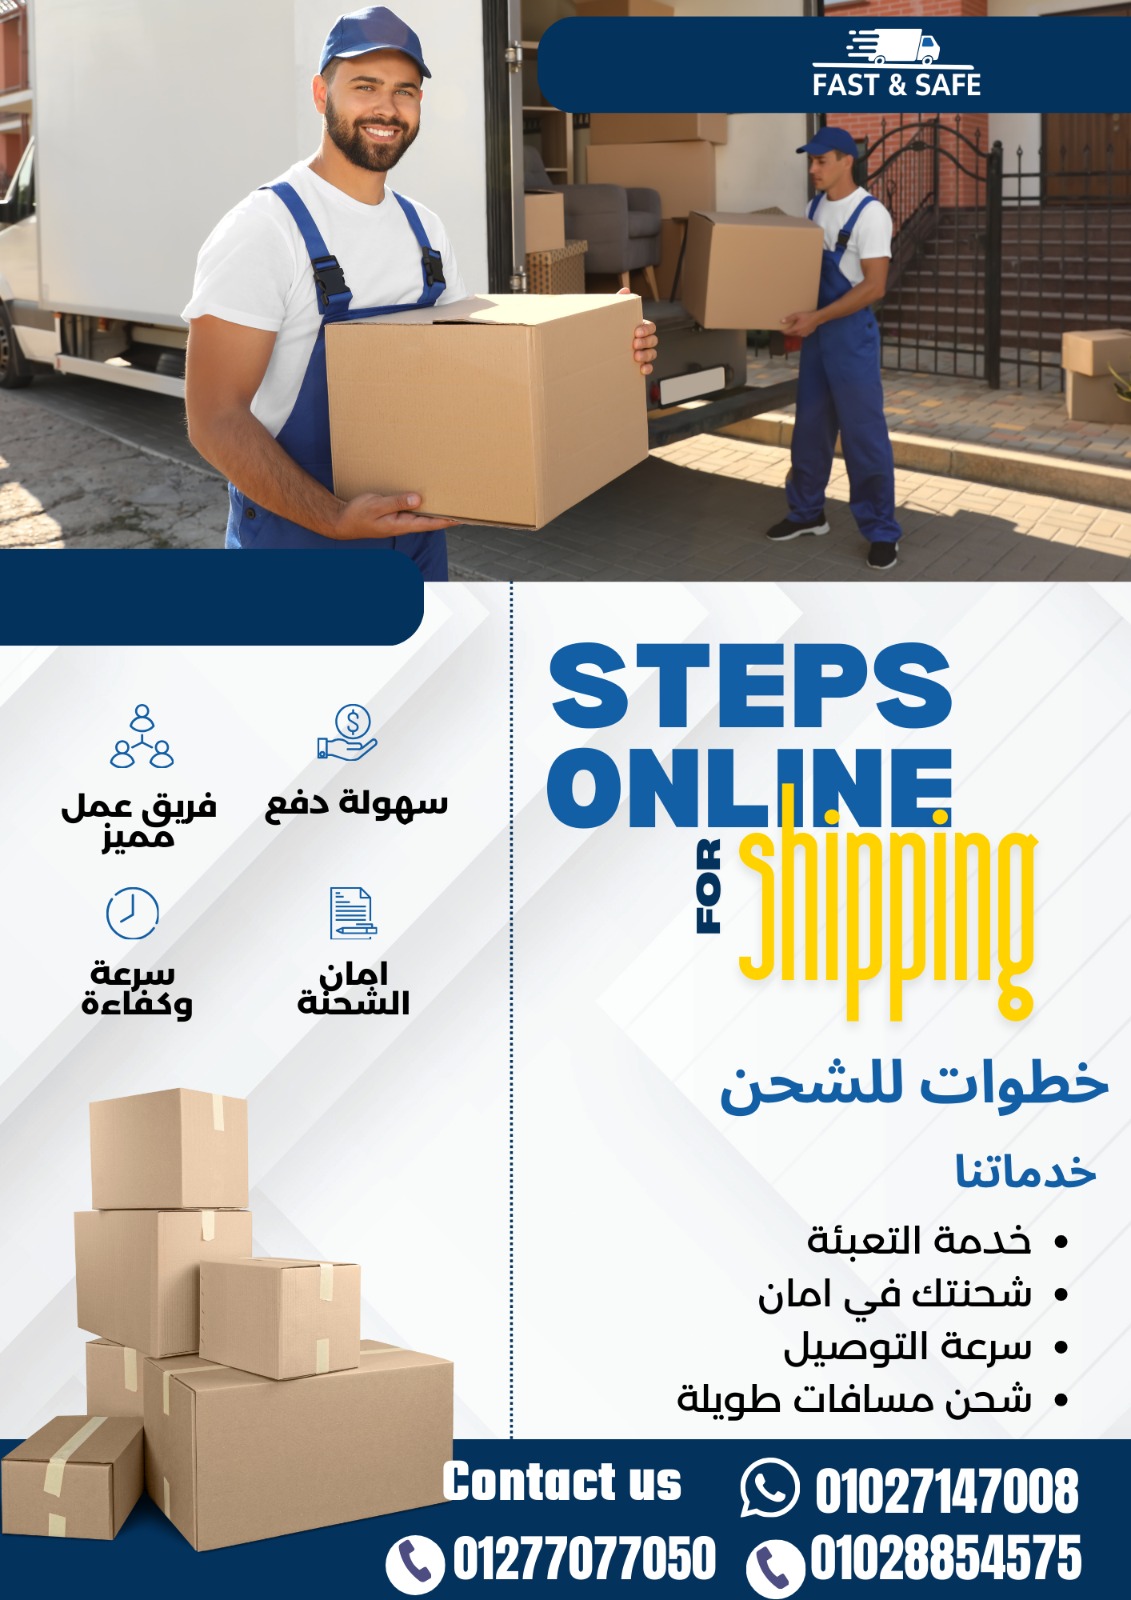 FAST & SAFE
STEPS
ONLINE
FOR
shipping
سهولة دفع
فريق عمل
مميز
امان
الشحنة
سرعة
وكفاءة
خطوات للشحن
خدماتنا
• خدمة التعبئة
• شحنتك في امان
• سرعة التوصيل
• شحن مسافات طويلة
Contact us
01027147008
01277077050
01028854575